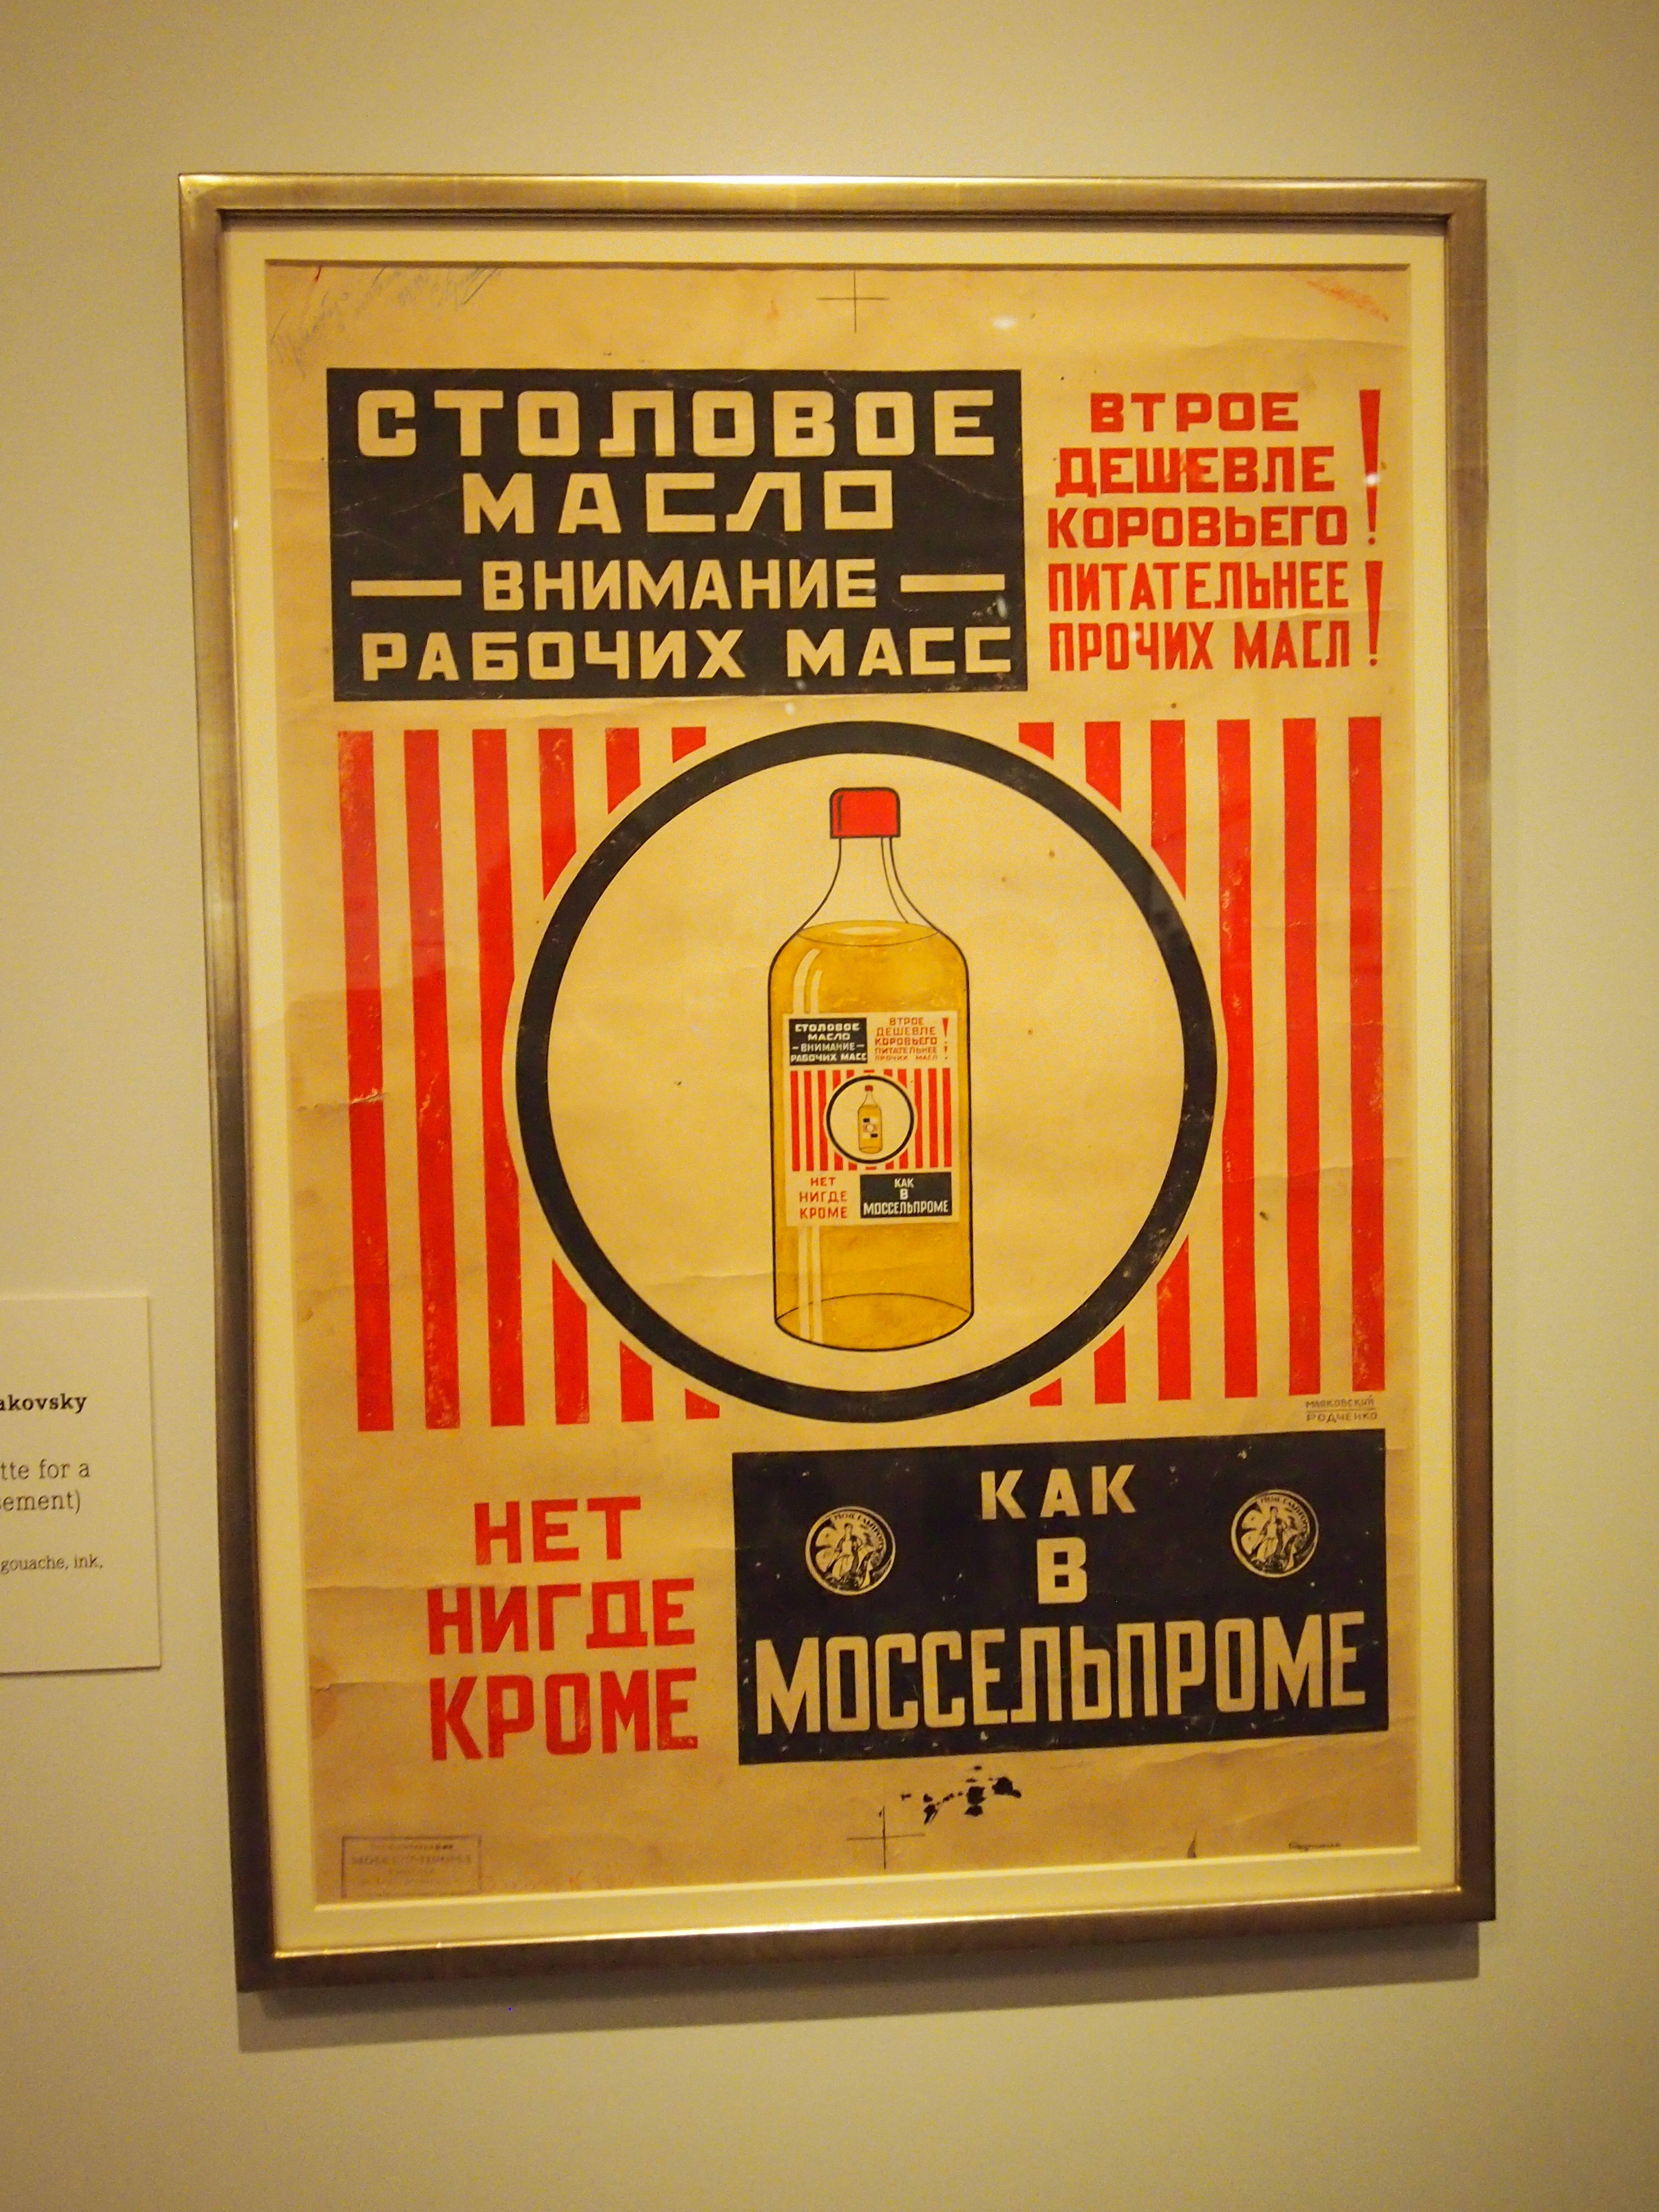 СТОЛОВОЕ
МАСЛО
— ВНИМАНИЕ —
РАБОЧИХ МАСС
ВТРОЕ
ДЕШЕВЛЕ
КОРОВЬЕГО!
ПИТАТЕЛЬНЕЕ
ПРОЧИХ МАСЛ!
СТОЛОВОЕ
МАСЛО
— ВНИМАНИЕ —
РАБОЧИХ МАСС
ВТРОЕ
ДЕШЕВЛЕ
КОРОВЬЕГО!
ПИТАТЕЛЬНЕЕ
ПРОЧИХ МАСЛ!
НЕТ
НИГДЕ
КРОМЕ
КАК
В
МОССЕЛЬПРОМЕ
МАЯКОВСКИЙ
РОДЧЕНКО
НЕТ
НИГДЕ
КРОМЕ
КАК
В
МОССЕЛЬПРОМЕ
akovsky
tte for a
sement)
gouache, ink,